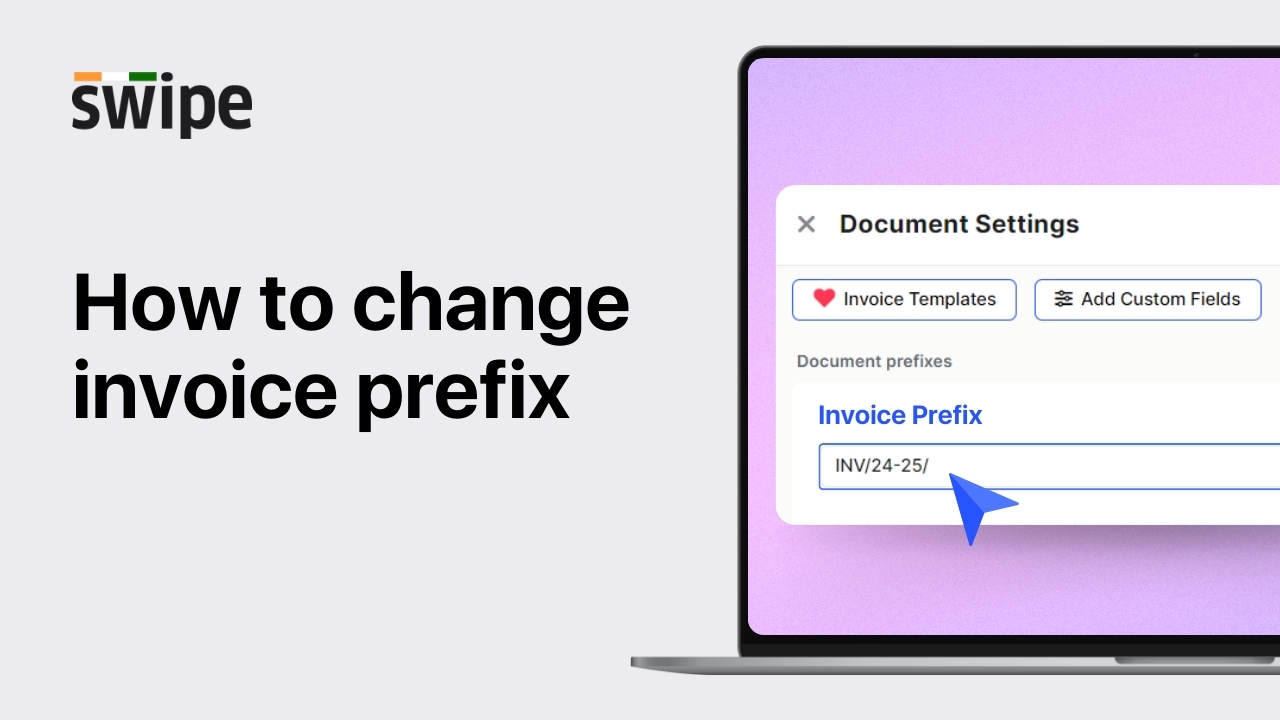 swipe
How to change
invoice prefix
Document Settings
Invoice Templates
Add Custom Fields
Document prefixes
Invoice Prefix
INV/24-25/